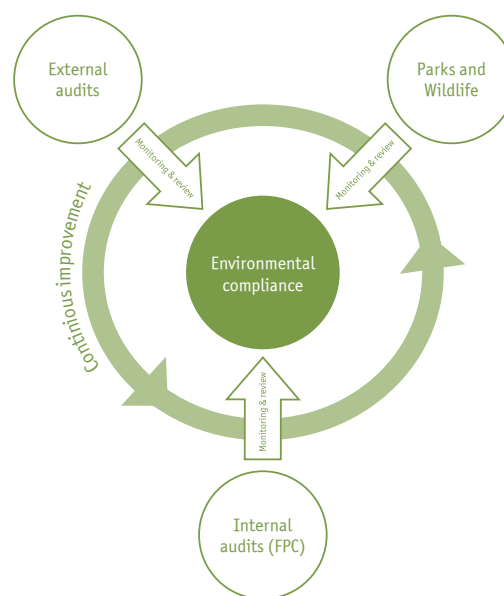 External
audits
Parks and
Wildlife
Monitoring & review
Monitoring & review
Continious improvement
Environmental
compliance
Monitoring & review
Internal
audits (FPC)